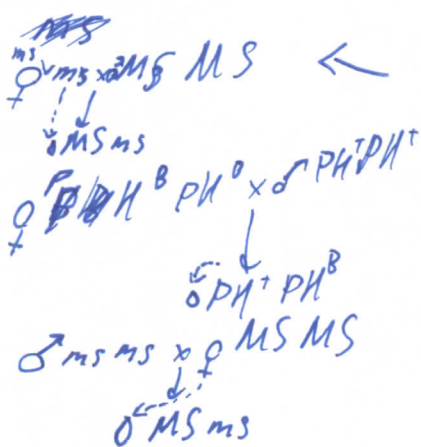 ms
♀ ms x ♂ MS MS ←
♂ MS ms
♀ PH^B PH^0 x ♂ PH^+ PH^+
♂ PH^+ PH^B
♂ ms ms x ♀ MS MS
♂ MS ms